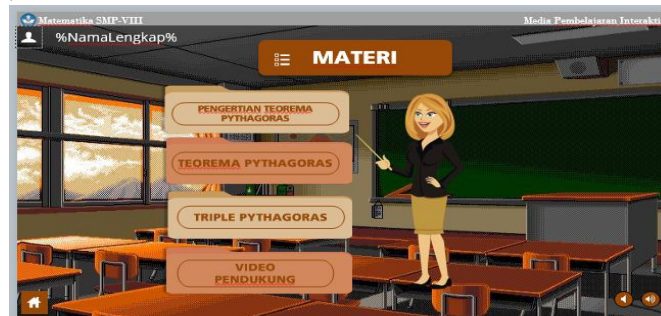 Matematika SMP-VIII
Media Pembelajaran Interakti
%NamaLengkap%
MATERI
PENGERTIAN TEOREMA
PYTHAGORAS
TEOREMA PYTHAGORAS
TRIPLE PYTHAGORAS
VIDEO
PENDUKUNG